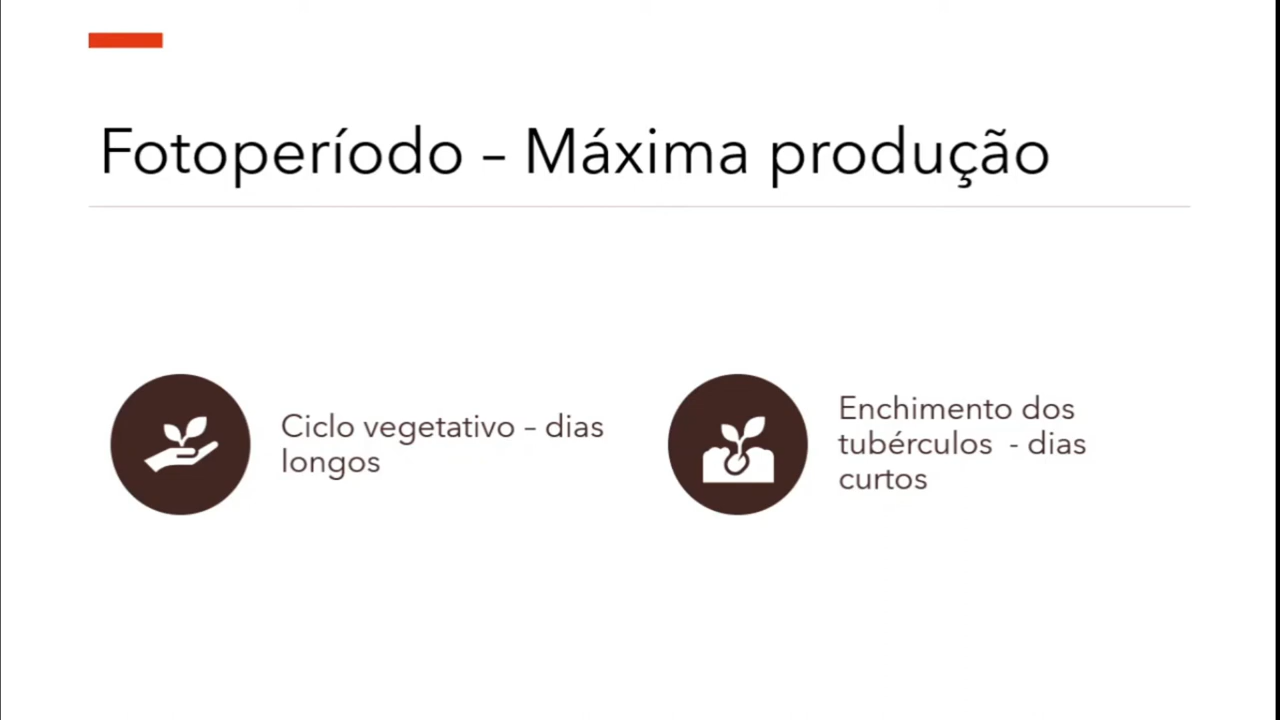 Fotoperíodo – Máxima produção
Ciclo vegetativo – dias
longos
Enchimento dos
tubérculos  - dias
curtos